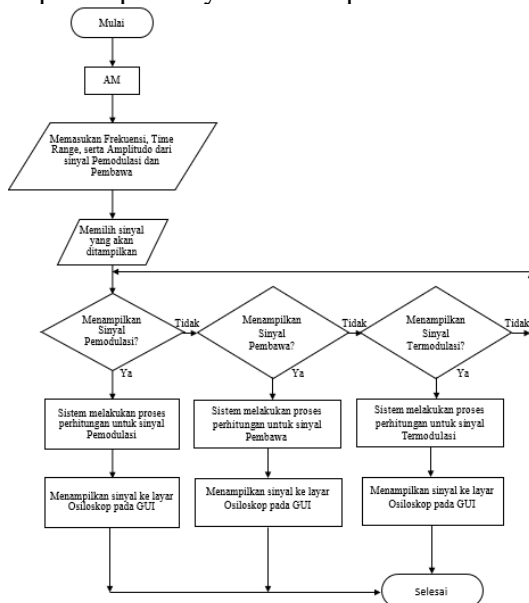 Mulai
AM
Memasukan Frekuensi, Time
Range, serta Amplitudo dari
sinyal Pemodulasi dan
Pembawa
Memilih sinyal
yang akan
ditampilkan
Menampilkan
Sinyal
Pemodulasi?
Tidak
Menampilkan
Sinyal
Pembawa?
Tidak
Menampilkan
Sinyal
Termodulasi?
Tidak
Ya
Ya
Ya
Sistem melakukan proses
perhitungan untuk sinyal
Pemodulasi
Sistem melakukan proses
perhitungan untuk sinyal
Pembawa
Sistem melakukan proses
perhitungan untuk sinyal
Termodulasi
Menampilkan sinyal ke layar
Osiloskop pada GUI
Menampilkan sinyal ke layar
Osiloskop pada GUI
Menampilkan sinyal ke layar
Osiloskop pada GUI
Selesai